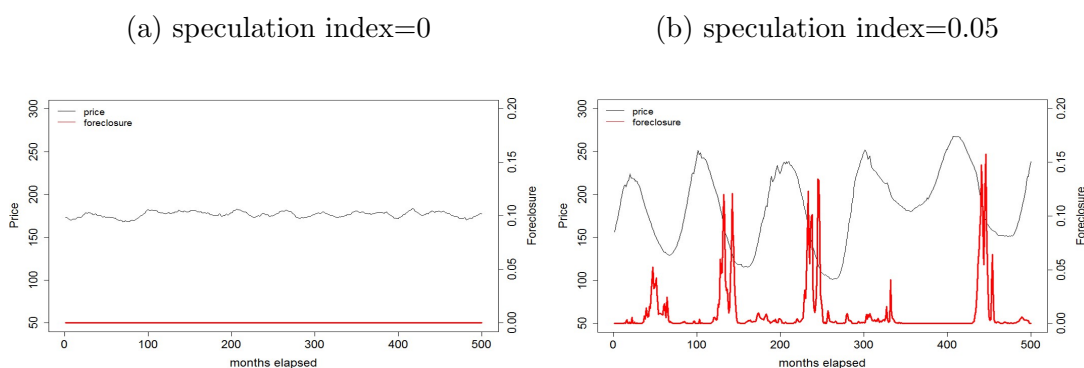 (a) speculation index=0
price
foreclosure
Price
300
250
200
150
100
50
0.20
0.15
0.10
0.05
0.00
Foreclosure
0 100 200 300 400 500
months elapsed
(b) speculation index=0.05
price
foreclosure
Price
300
250
200
150
100
50
0.20
0.15
0.10
0.05
0.00
Foreclosure
0 100 200 300 400 500
months elapsed